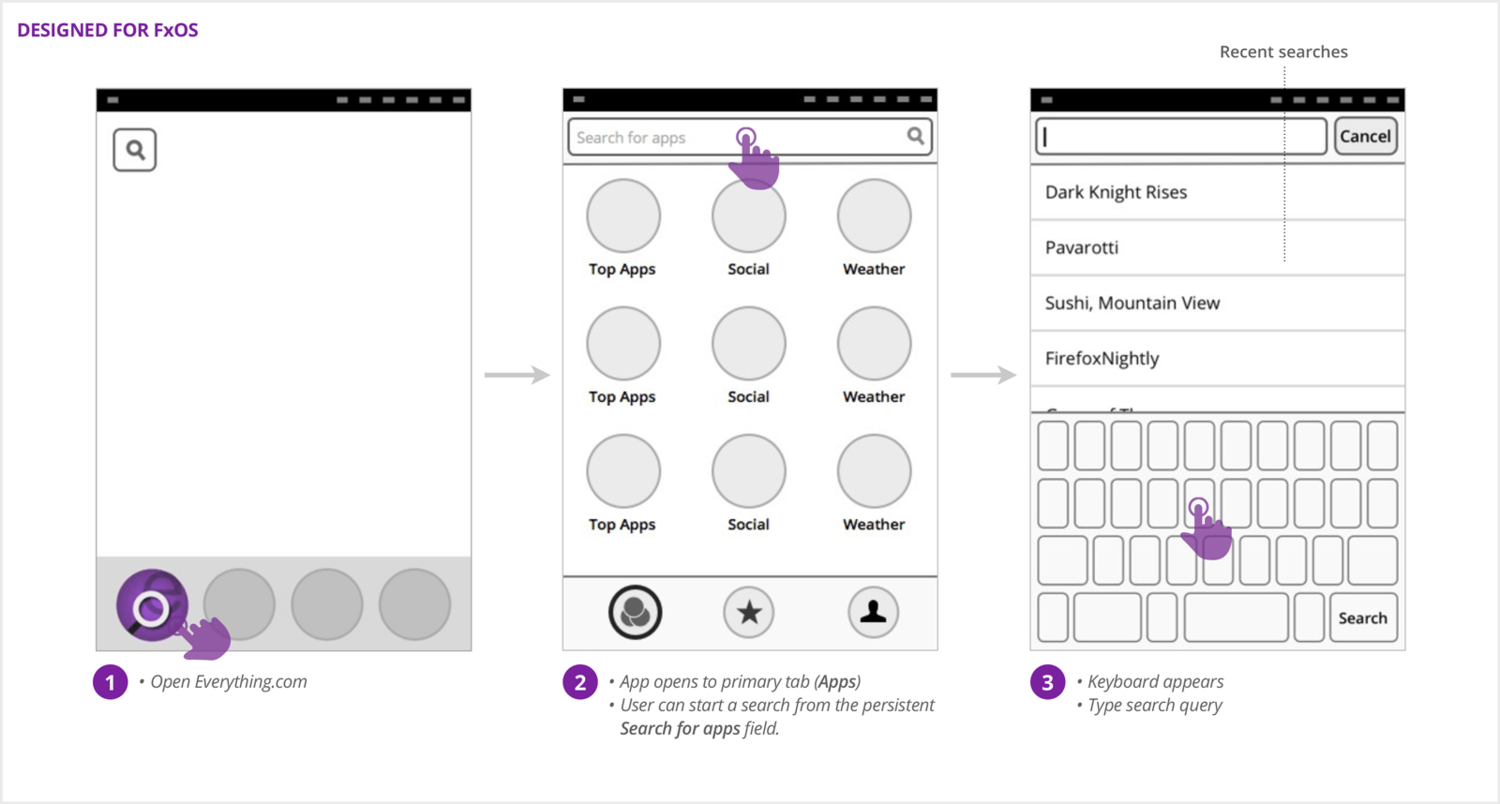 DESIGNED FOR FxOS
Recent searches
Search for apps
Top Apps Social Weather
Top Apps Social Weather
Top Apps Social Weather
Cancel
Dark Knight Rises
Pavarotti
Sushi, Mountain View
FirefoxNightly
Search
1 • Open Everything.com
2 • App opens to primary tab (Apps)
• User can start a search from the persistent
Search for apps field.
3 • Keyboard appears
• Type search query